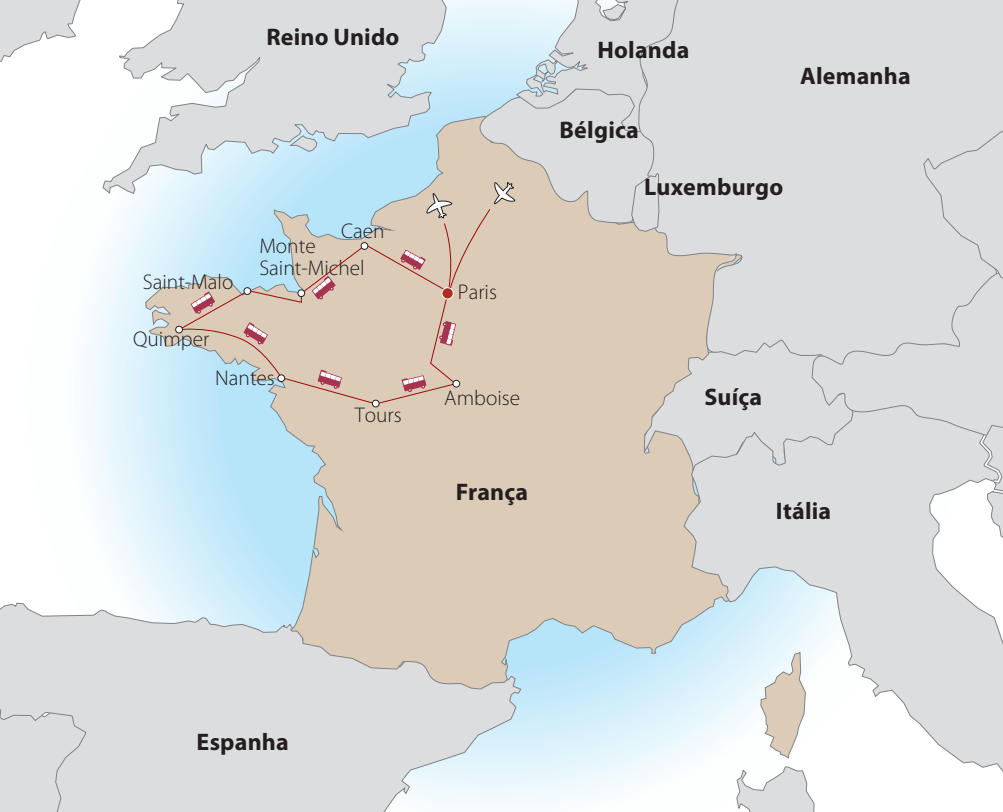 Reino Unido
Holanda
Alemanha
Bélgica
Luxemburgo
Caen
Monte
Saint-Michel
Saint-Malo
Paris
Quimper
Nantes
Amboise
Tours
Suíça
França
Itália
Espanha